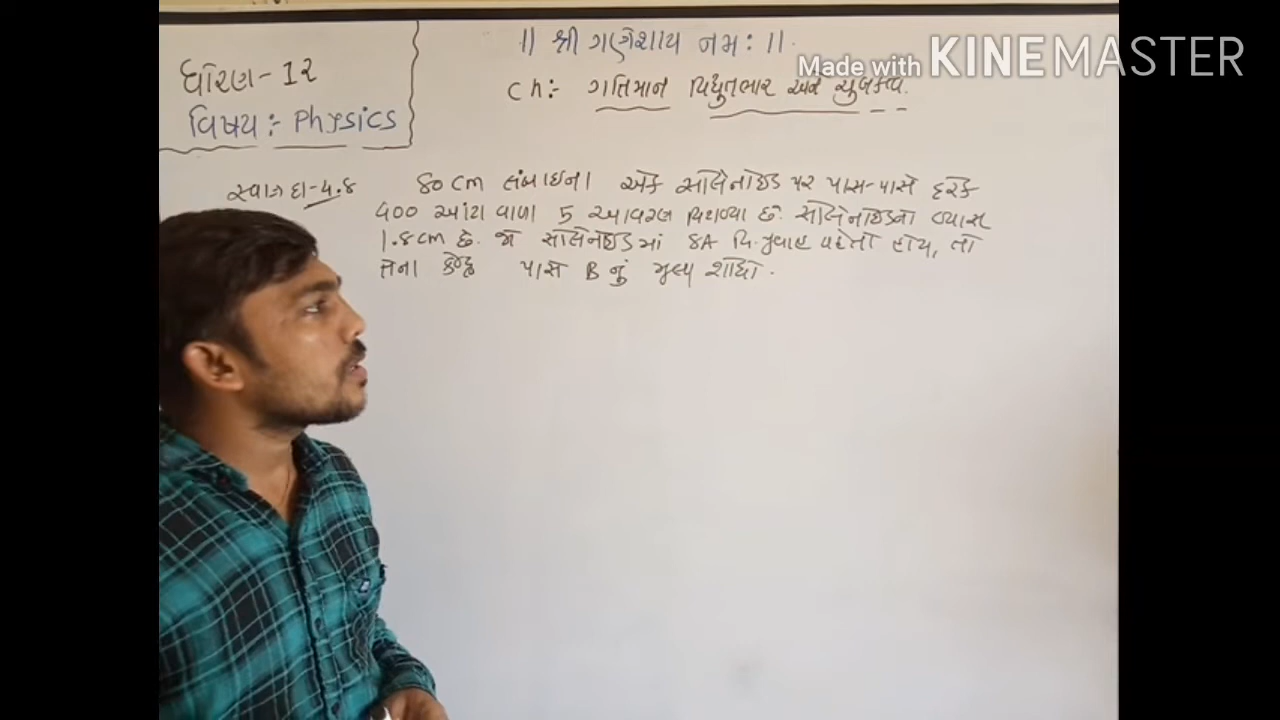 ધોરણ - 12
વિષય :- Physics
॥ શ્રી ગણેશાય નમઃ ॥
Made with KINEMASTER
ch :- ગતિમાન વિદ્યુતભાર અને ચુંબકત્વ.
સ્વા૦ દા-4.8 80 cm લંબાઇના એક સોલેનોઇડ પર પાસ-પાસે દરેક
400 આંટા વાળા 5 આવરણ વિંટાળ્યા છે. સોલેનોઇડનો વ્યાસ
1.8 cm છે. જો સોલેનોઇડમાં 8A વિ.પ્રવાહ વહેતો હોય, તો
તેના કેન્દ્ર પાસે B નું મૂલ્ય શોધો.